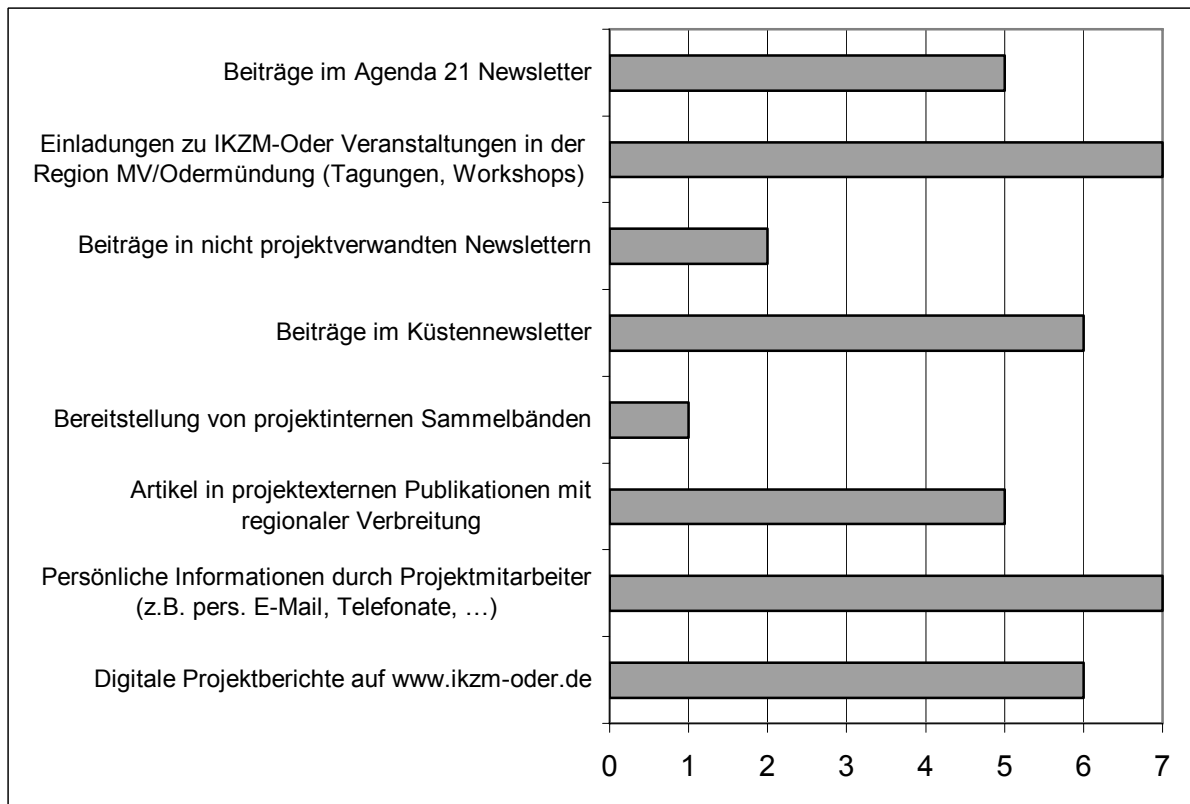 Beiträge im Agenda 21 Newsletter
Einladungen zu IKZM-Oder Veranstaltungen in der
Region MV/Odermündung (Tagungen, Workshops)
Beiträge in nicht projektverwandten Newslettern
Beiträge im Küstennewsletter
Bereitstellung von projektinternen Sammelbänden
Artikel in projektexternen Publikationen mit
regionaler Verbreitung
Persönliche Informationen durch Projektmitarbeiter
(z.B. pers. E-Mail, Telefonate, …)
Digitale Projektberichte auf www.ikzm-oder.de
0 1 2 3 4 5 6 7